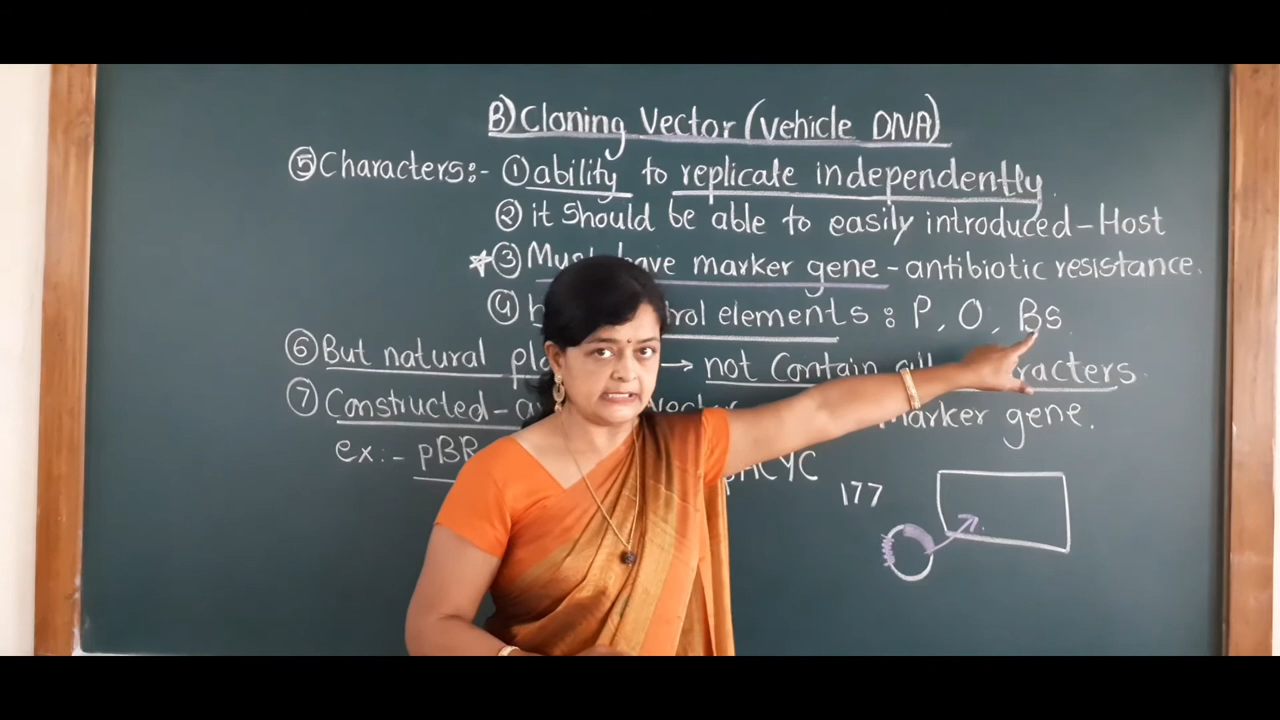 B) Cloning Vector (Vehicle DNA)
⑤ Characters:- ① ability to replicate independently.
② it Should be able to easily introduced - Host
* ③ Must have marker gene - antibiotic resistance.
④ elements : P, O, Bs.
⑥ But natural → not Contain all characters.
⑦ Constructed - marker gene.
ex:- pBR
177